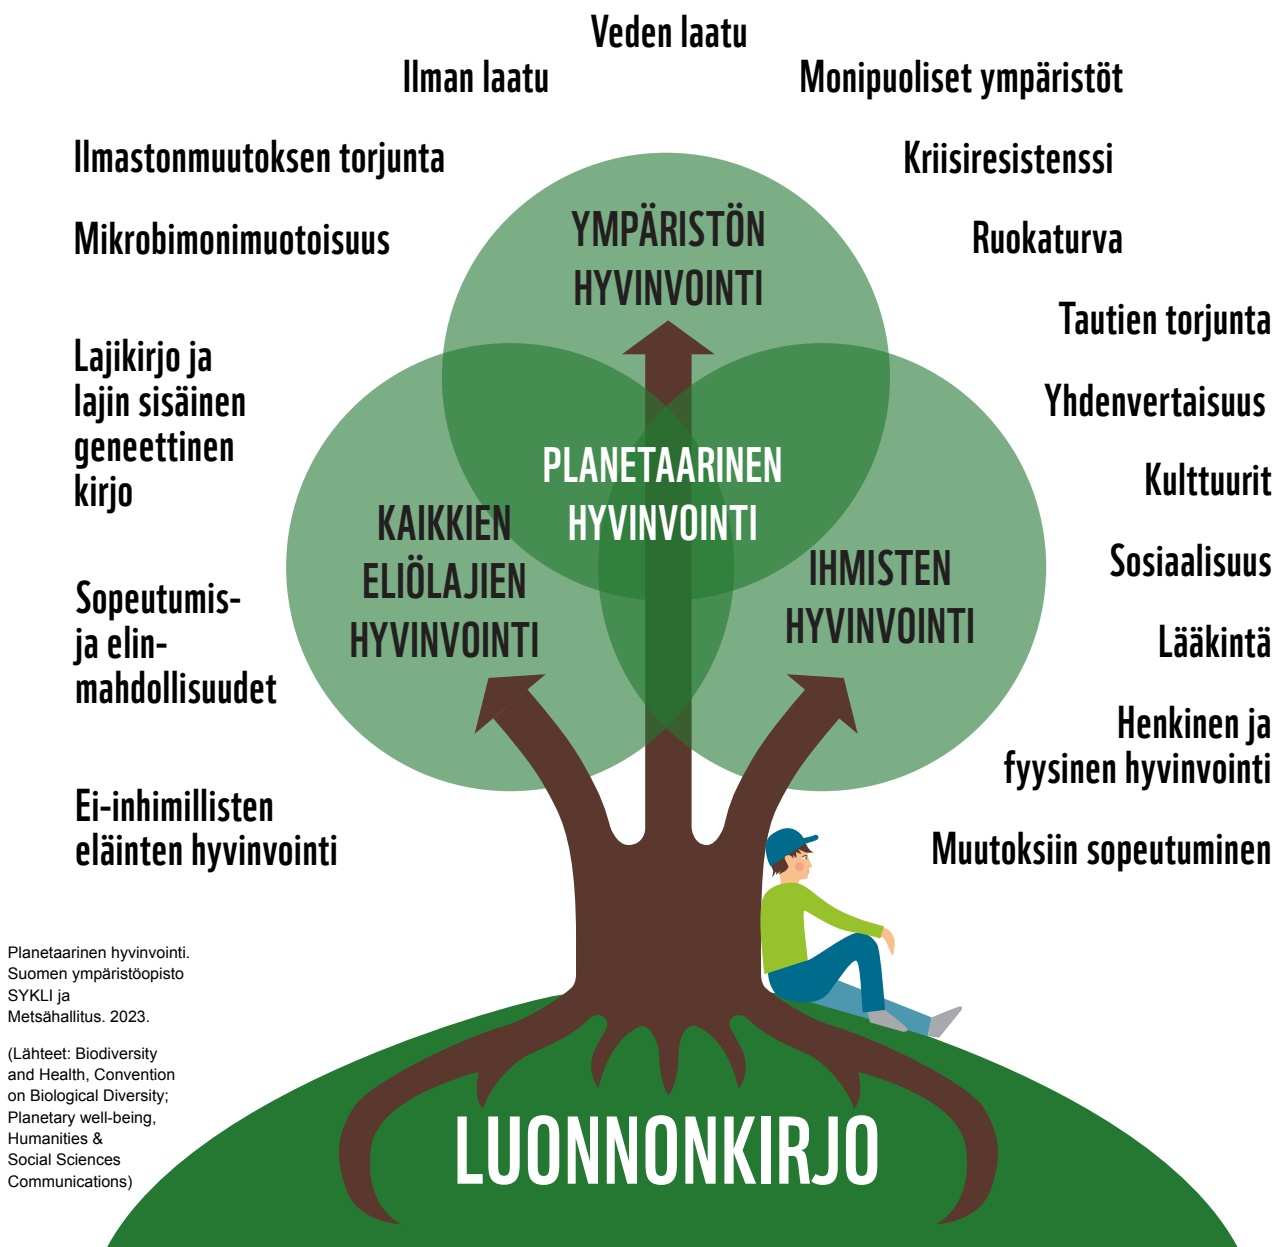 Veden laatu
Ilman laatu
Monipuoliset ympäristöt
Ilmastonmuutoksen torjunta
Kriisiresistenssi
Mikrobimonimuotoisuus
Ruokaturva
Tautien torjunta
Lajikirjo ja
lajin sisäinen
geneettinen
kirjo
Yhdenvertaisuus
Kulttuurit
Sosiaalisuus
Sopeutumis-
ja elin-
mahdollisuudet
Lääkintä
Henkinen ja
fyysinen hyvinvointi
Ei-inhimillisten
eläinten hyvinvointi
Muutoksiin sopeutuminen
YMPÄRISTÖN
HYVINVOINTI
PLANETAARINEN
HYVINVOINTI
KAIKKIEN
ELIÖLAJIEN
HYVINVOINTI
IHMISTEN
HYVINVOINTI
LUONNONKIRJO
Planetaarinen hyvinvointi.
Suomen ympäristöopisto
SYKLI ja
Metsähallitus. 2023.
(Lähteet: Biodiversity
and Health, Convention
on Biological Diversity;
Planetary well-being,
Humanities &
Social Sciences
Communications)